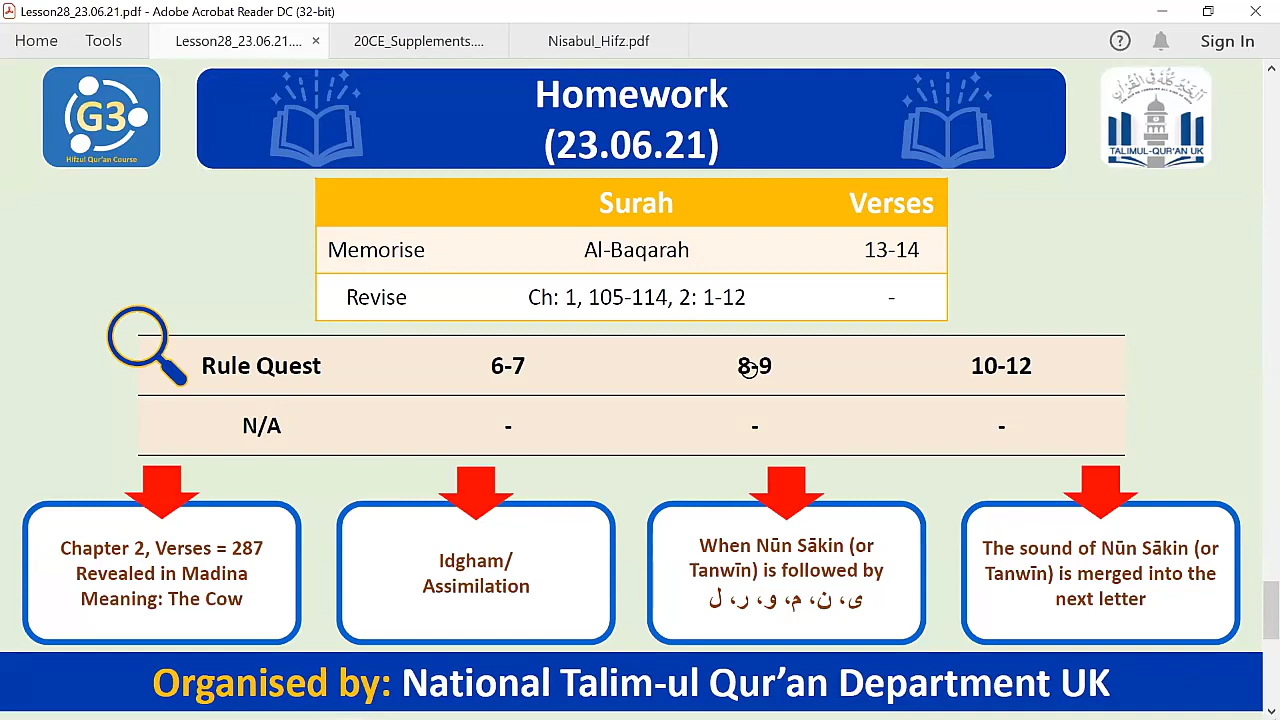 Lesson28_23.06.21.pdf - Adobe Acrobat Reader DC (32-bit)
Home Tools Lesson28_23.06.21.... × 20CE_Supplements.... Nisabul_Hifz.pdf Sign In
G3
Hifzul Qur'an Course
Homework
(23.06.21)
TALIMUL-QUR'AN UK
Surah Verses
Memorise Al-Baqarah 13-14
Revise Ch: 1, 105-114, 2: 1-12 -
Rule Quest 6-7 8-9 10-12
N/A - - -
Chapter 2, Verses = 287
Revealed in Madina
Meaning: The Cow
Idgham/
Assimilation
When Nūn Sākin (or
Tanwīn) is followed by
ى، ن، م، و، ر، ل
The sound of Nūn Sākin (or
Tanwīn) is merged into the
next letter
Organised by: National Talim-ul Qur'an Department UK